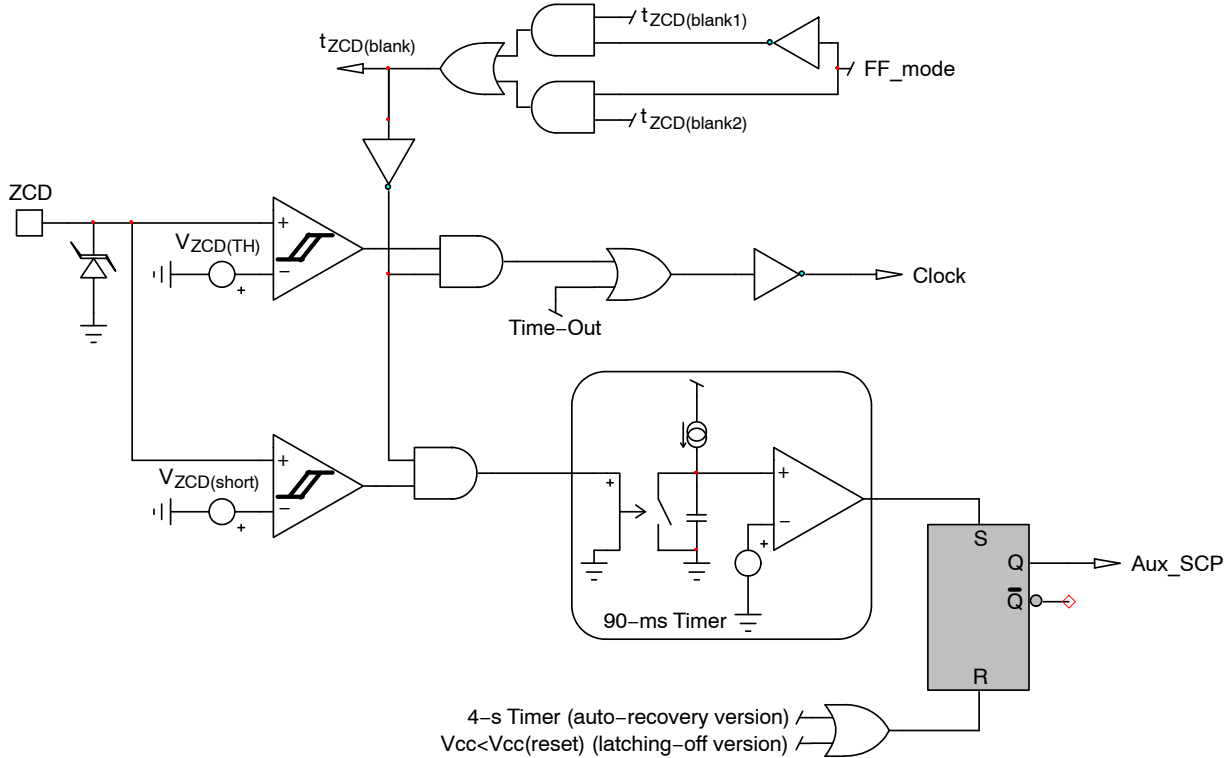 tZCD(blank1)
tZCD(blank)
FF_mode
tZCD(blank2)
ZCD
VZCD(TH)
+
−
+
Clock
Time−Out
VZCD(short)
+
−
+
+
+
−
+
90−ms Timer
S
Q
Q̅
R
Aux_SCP
4−s Timer (auto−recovery version)
Vcc<Vcc(reset) (latching−off version)